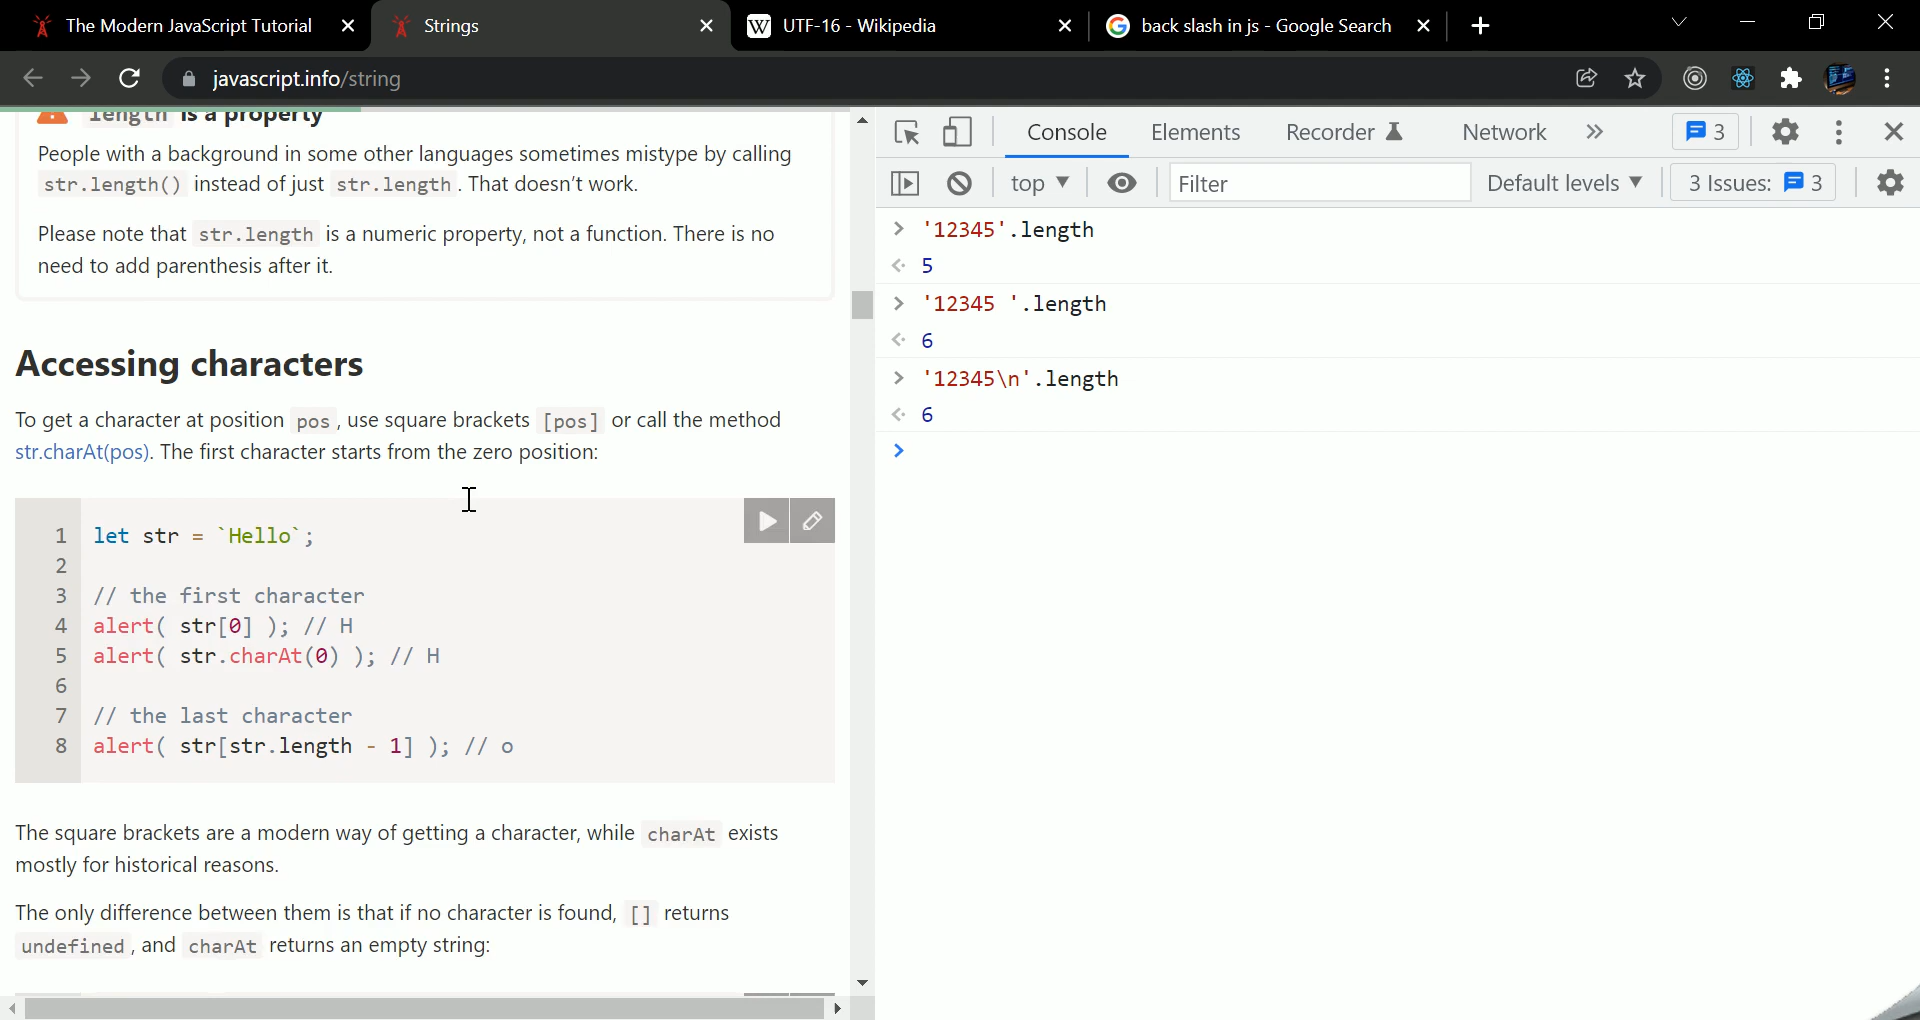 The Modern JavaScript Tutorial
Strings
UTF-16 - Wikipedia
back slash in js - Google Search
javascript.info/string
length is a property
People with a background in some other languages sometimes mistype by calling
str.length() instead of just str.length. That doesn't work.
Please note that str.length is a numeric property, not a function. There is no
need to add parenthesis after it.
Accessing characters
To get a character at position pos, use square brackets [pos] or call the method
str.charAt(pos). The first character starts from the zero position:
1 let str = `Hello`;
2
3 // the first character
4 alert( str[0] ); // H
5 alert( str.charAt(0) ); // H
6
7 // the last character
8 alert( str[str.length - 1] ); // o
The square brackets are a modern way of getting a character, while charAt exists
mostly for historical reasons.
The only difference between them is that if no character is found, [] returns
undefined, and charAt returns an empty string:
Console Elements Recorder Network » 3
top Filter Default levels 3 Issues: 3
> '12345'.length
5
> '12345 '.length
6
> '12345\n'.length
6
>